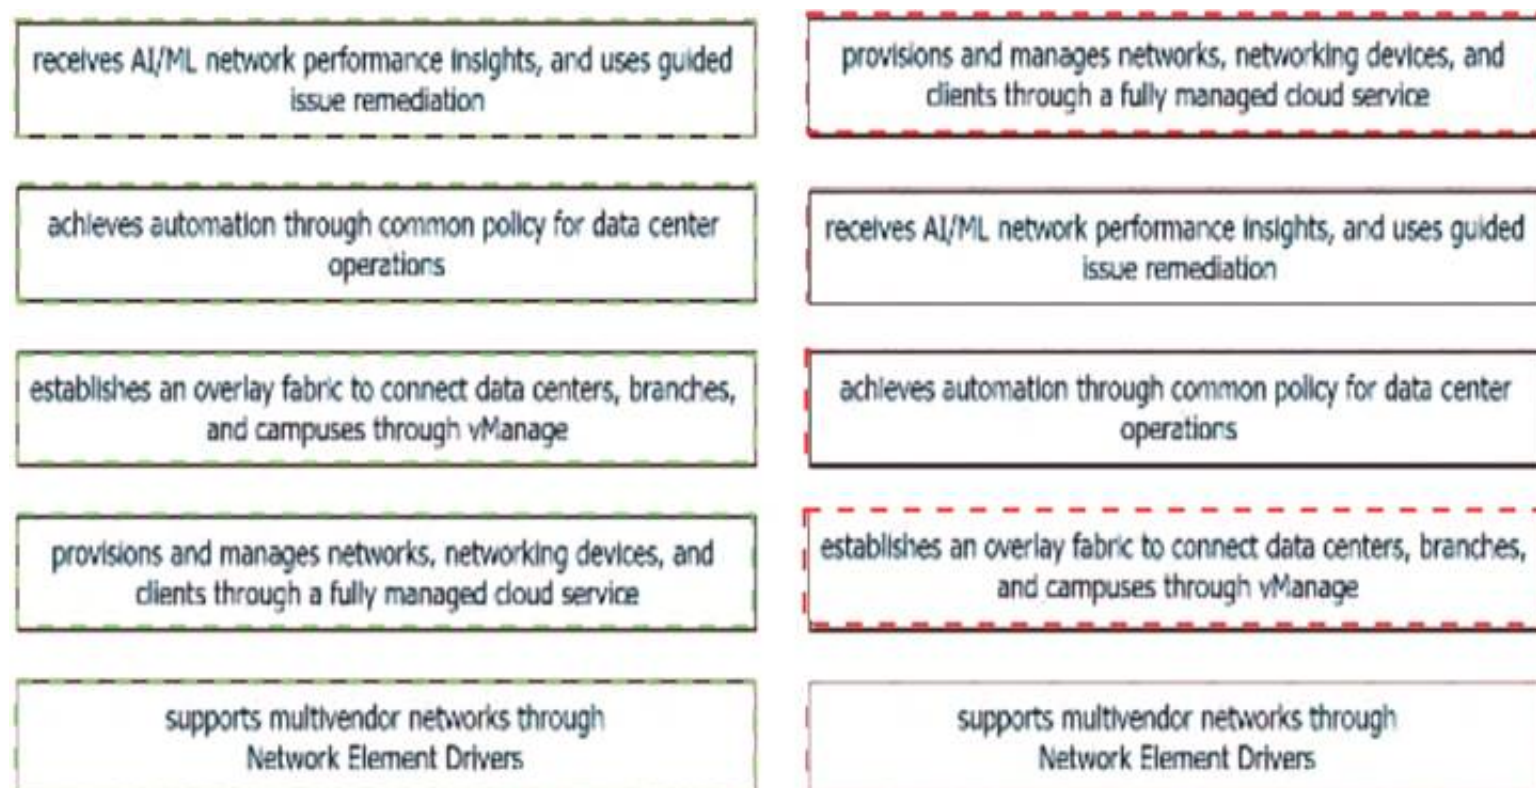 receives AI/ML network performance insights, and uses guided
issue remediation
achieves automation through common policy for data center
operations
establishes an overlay fabric to connect data centers, branches,
and campuses through vManage
provisions and manages networks, networking devices, and
clients through a fully managed cloud service
supports multivendor networks through
Network Element Drivers
provisions and manages networks, networking devices, and
clients through a fully managed cloud service
receives AI/ML network performance insights, and uses guided
issue remediation
achieves automation through common policy for data center
operations
establishes an overlay fabric to connect data centers, branches,
and campuses through vManage
supports multivendor networks through
Network Element Drivers